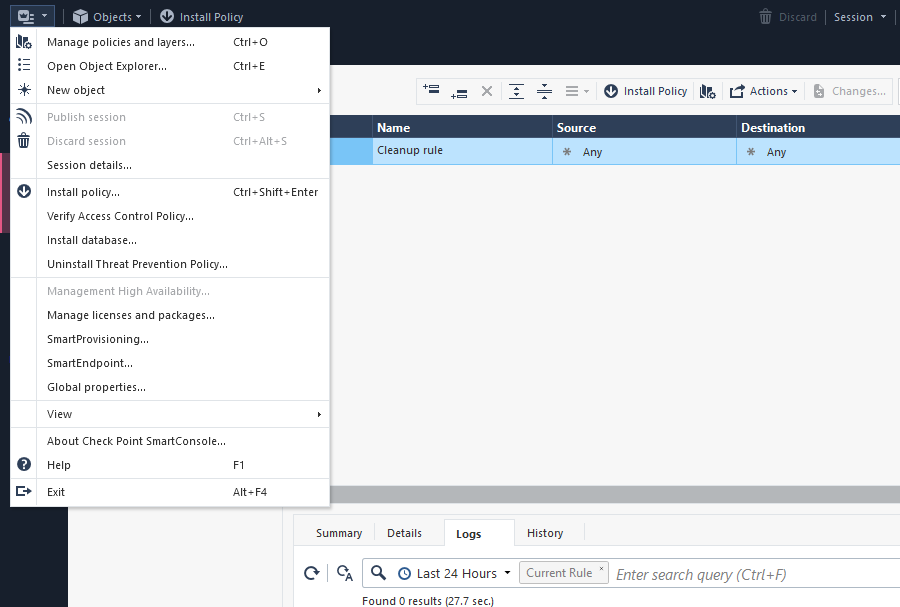 Objects
Install Policy
Discard
Session
Manage policies and layers... Ctrl+O
Open Object Explorer... Ctrl+E
New object
Publish session Ctrl+S
Discard session Ctrl+Alt+S
Session details...
Install policy... Ctrl+Shift+Enter
Verify Access Control Policy...
Install database...
Uninstall Threat Prevention Policy...
Management High Availability...
Manage licenses and packages...
SmartProvisioning...
SmartEndpoint...
Global properties...
View
About Check Point SmartConsole...
Help F1
Exit Alt+F4
Install Policy
Actions
Changes...
Name Source Destination
Cleanup rule Any Any
Summary Details Logs History
Last 24 Hours Current Rule Enter search query (Ctrl+F)
Found 0 results (27.7 sec.)